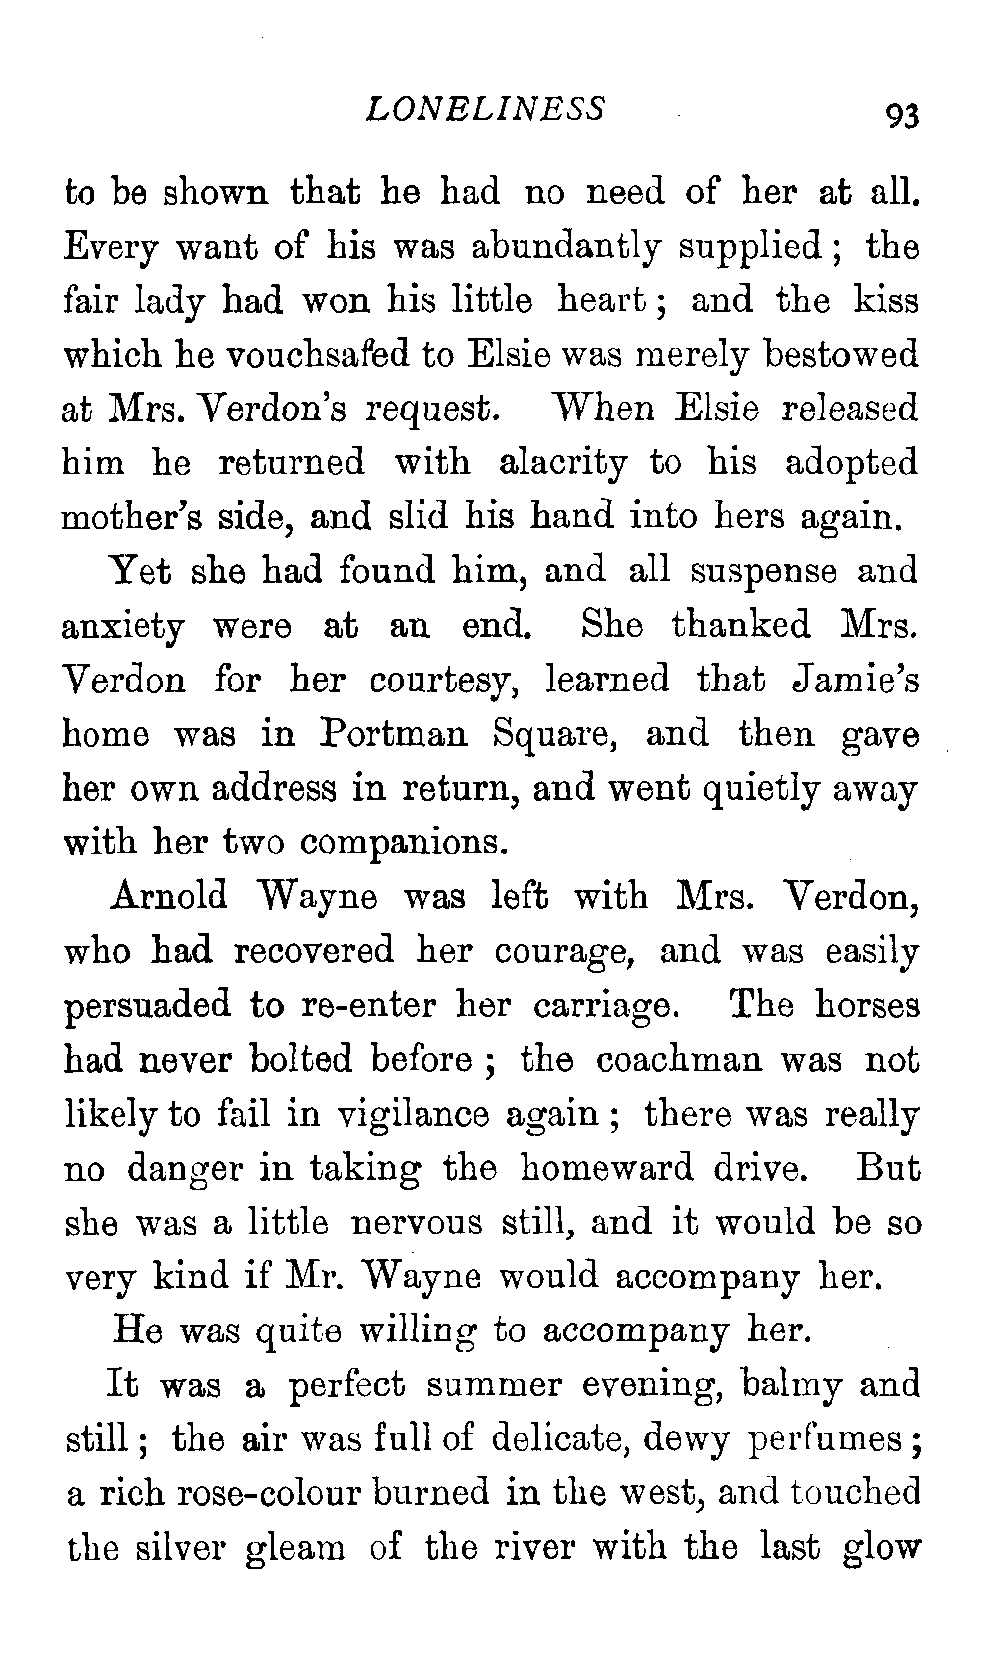 LONELINESS 93
to be shown that he had no need of her at all.
Every want of his was abundantly supplied ; the
fair lady had won his little heart ; and the kiss
which he vouchsafed to Elsie was merely bestowed
at Mrs. Verdon's request. When Elsie released
him he returned with alacrity to his adopted
mother's side, and slid his hand into hers again.
Yet she had found him, and all suspense and
anxiety were at an end. She thanked Mrs.
Verdon for her courtesy, learned that Jamie's
home was in Portman Square, and then gave
her own address in return, and went quietly away
with her two companions.
Arnold Wayne was left with Mrs. Verdon,
who had recovered her courage, and was easily
persuaded to re-enter her carriage. The horses
had never bolted before ; the coachman was not
likely to fail in vigilance again ; there was really
no danger in taking the homeward drive. But
she was a little nervous still, and it would be so
very kind if Mr. Wayne would accompany her.
He was quite willing to accompany her.
It was a perfect summer evening, balmy and
still ; the air was full of delicate, dewy perfumes ;
a rich rose-colour burned in the west, and touched
the silver gleam of the river with the last glow